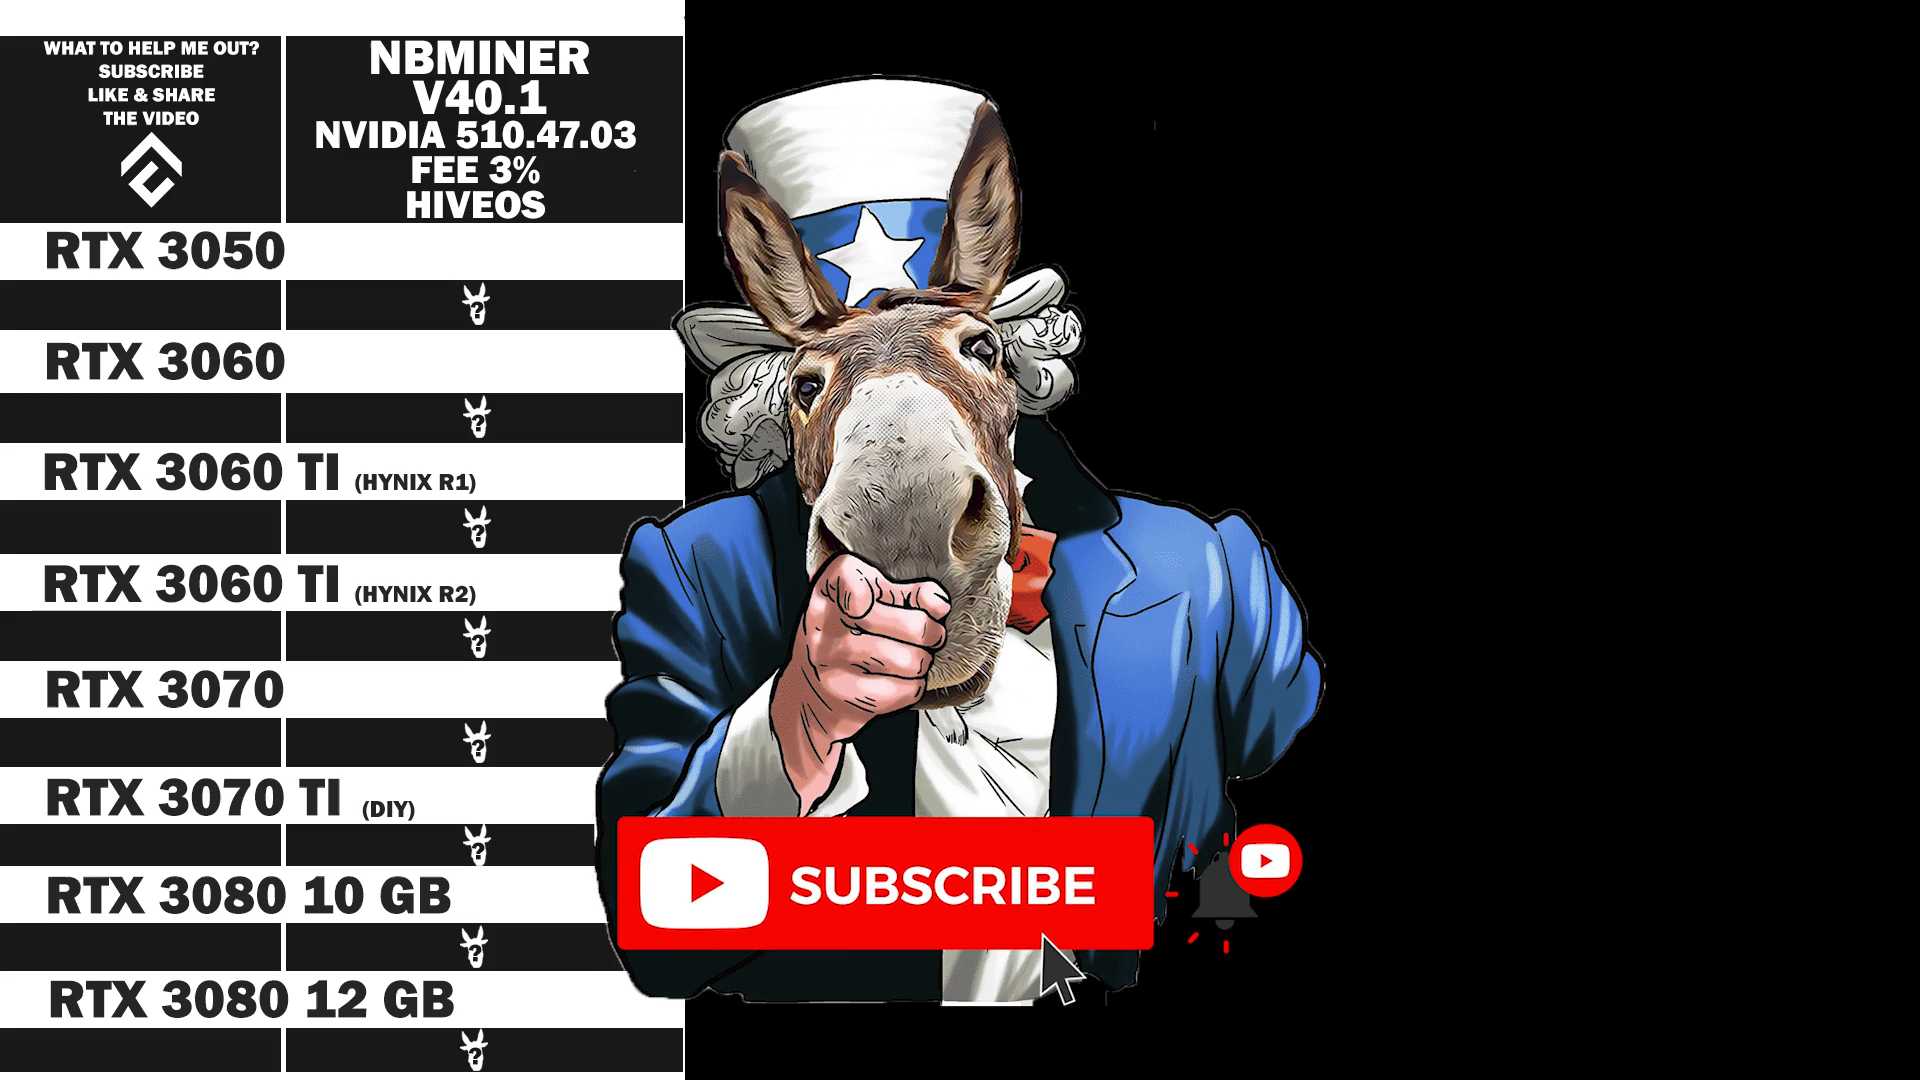 WHAT TO HELP ME OUT?
SUBSCRIBE
LIKE & SHARE
THE VIDEO
NBMINER
V40.1
NVIDIA 510.47.03
FEE 3%
HIVEOS
RTX 3050
?
RTX 3060
?
RTX 3060 TI (HYNIX R1)
?
RTX 3060 TI (HYNIX R2)
?
RTX 3070
?
RTX 3070 TI (DIY)
?
RTX 3080 10 GB
?
RTX 3080 12 GB
?
SUBSCRIBE